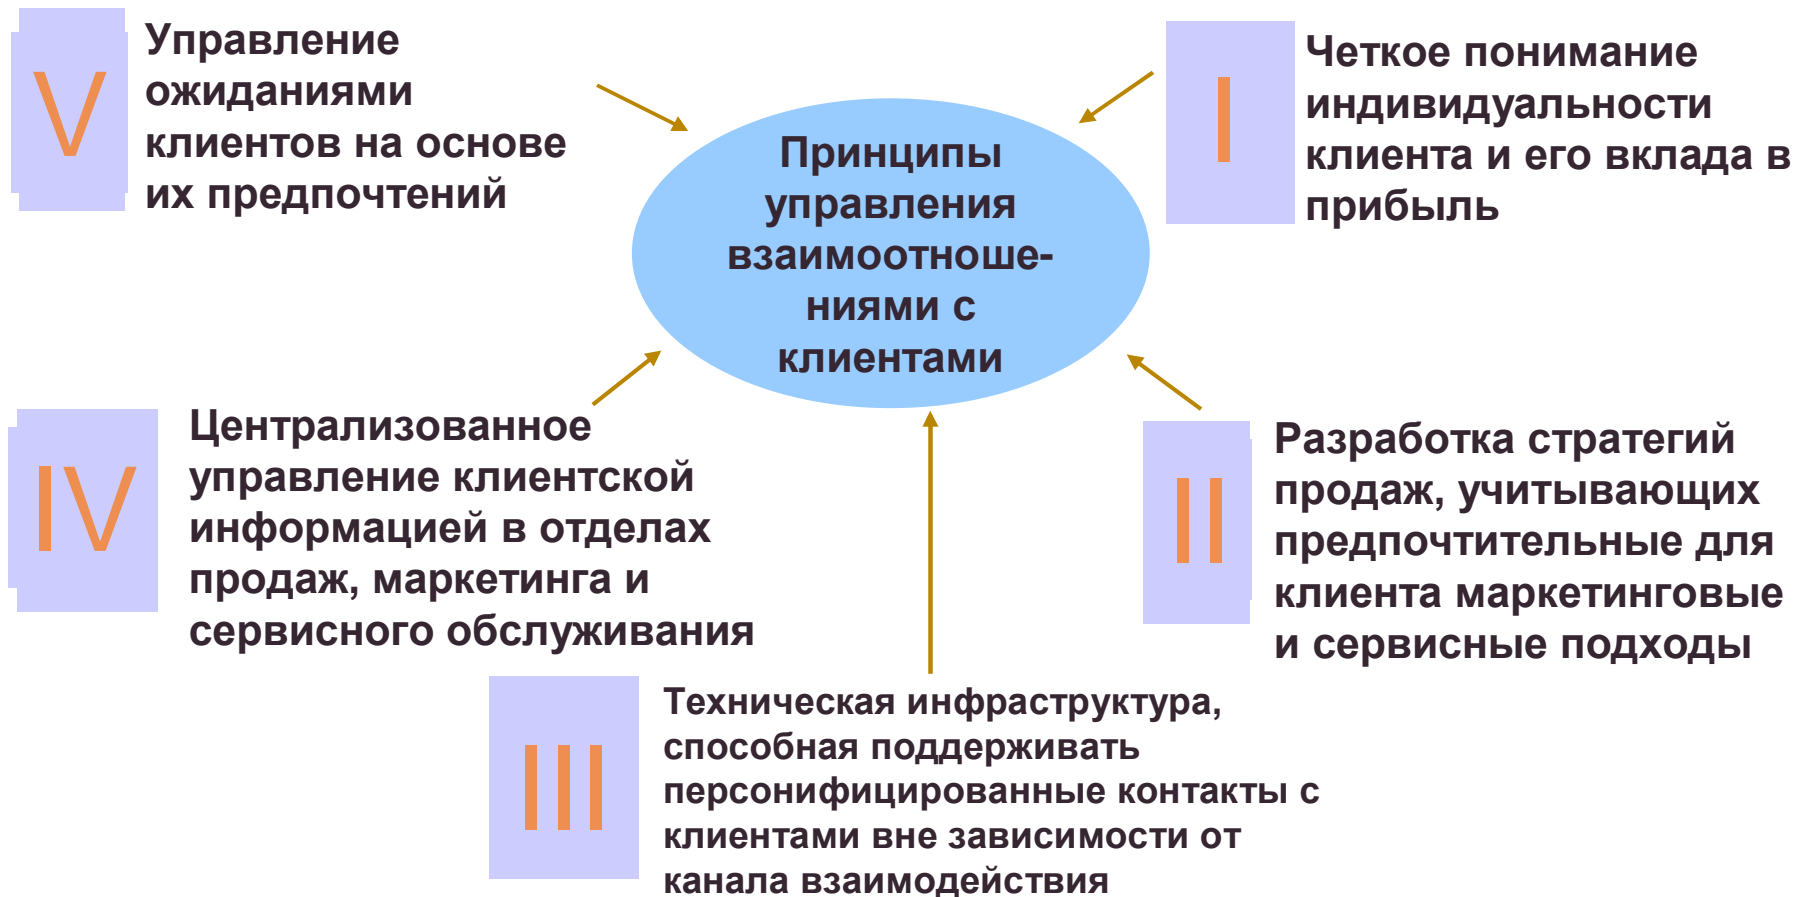 V
Управление
ожиданиями
клиентов на основе
их предпочтений
Принципы
управления
взаимоотноше-
ниями с
клиентами
I
Четкое понимание
индивидуальности
клиента и его вклада в
прибыль
IV
Централизованное
управление клиентской
информацией в отделах
продаж, маркетинга и
сервисного обслуживания
II
Разработка стратегий
продаж, учитывающих
предпочтительные для
клиента маркетинговые
и сервисные подходы
III
Техническая инфраструктура,
способная поддерживать
персонифицированные контакты с
клиентами вне зависимости от
канала взаимодействия